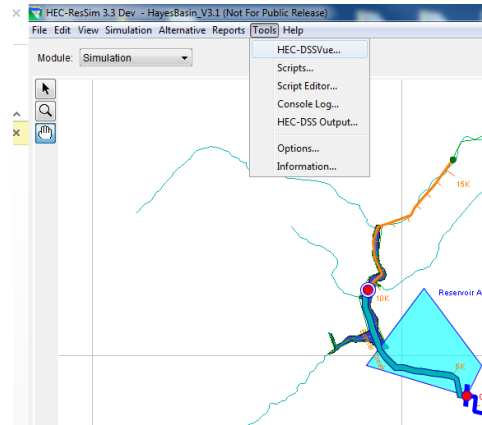 HEC-ResSim 3.3 Dev - HayesBasin_V3.1 (Not For Public Release)
File Edit View Simulation Alternative Reports Tools Help
Module: Simulation
HEC-DSSVue...
Scripts...
Script Editor...
Console Log...
HEC-DSS Output...
Options...
Information...
15K
10K
Reservoir A
5K